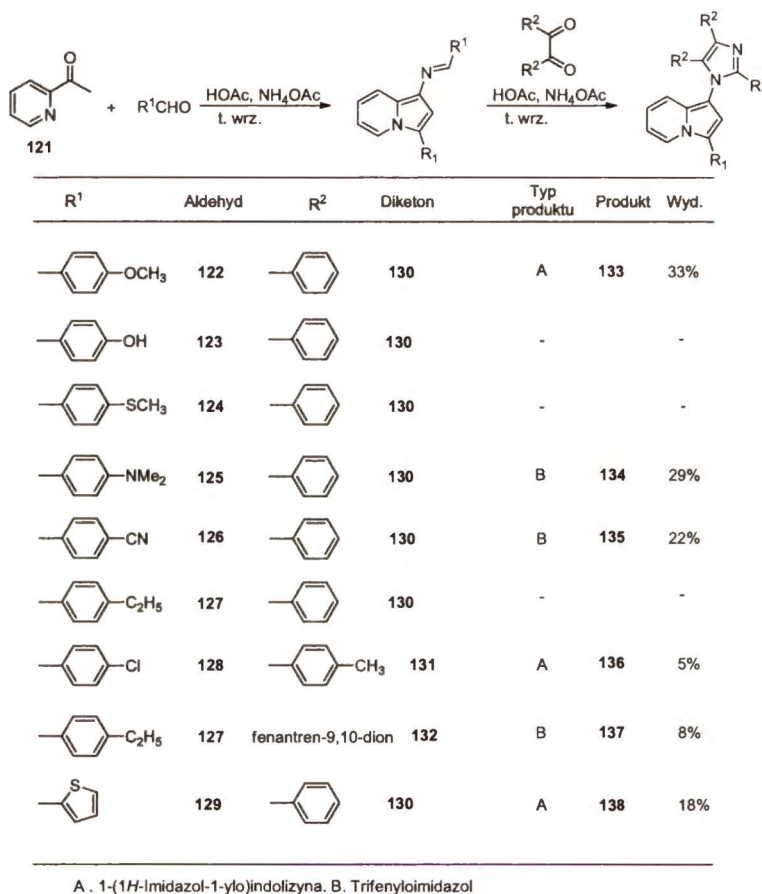 R² O
R² O
R¹
N
O
N
121
+ R¹CHO
HOAc, NH₄OAc
t. wrz.
N
N
R₁
HOAc, NH₄OAc
t. wrz.
R²
R²
N
N
R
N
R₁
R¹ Aldehyd R² Diketon Typ produktu Produkt Wyd.
OCH₃ 122 130 A 133 33%
OH 123 130 - -
SCH₃ 124 130 - -
NMe₂ 125 130 B 134 29%
CN 126 130 B 135 22%
C₂H₅ 127 130 - -
Cl 128 CH₃ 131 A 136 5%
C₂H₅ 127 fenantren-9,10-dion 132 B 137 8%
S 129 130 A 138 18%
A . 1-(1H-Imidazol-1-ylo)indolizyna. B. Trifenyloimidazol